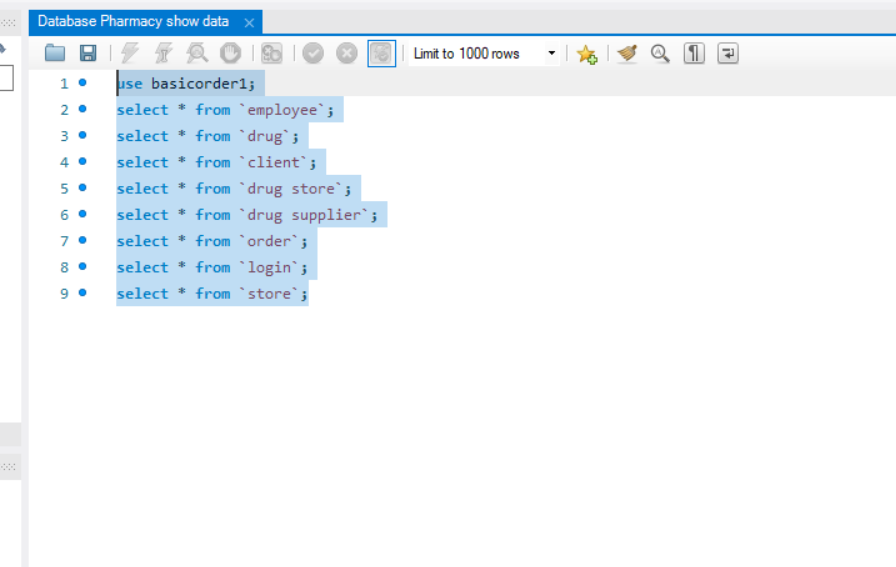 Database Pharmacy show data
Limit to 1000 rows
1 use basicorder1;
2 select * from `employee`;
3 select * from `drug`;
4 select * from `client`;
5 select * from `drug store`;
6 select * from `drug supplier`;
7 select * from `order`;
8 select * from `login`;
9 select * from `store`;